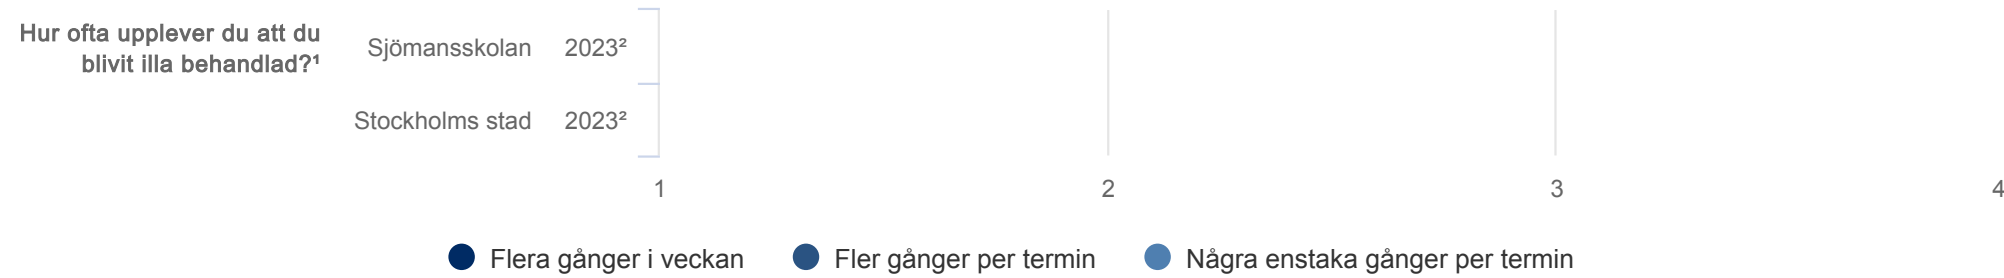 Hur ofta upplever du att du
blivit illa behandlad?¹
Sjömansskolan 2023²
Stockholms stad 2023²
1 2 3 4
Flera gånger i veckan Fler gånger per termin Några enstaka gånger per termin